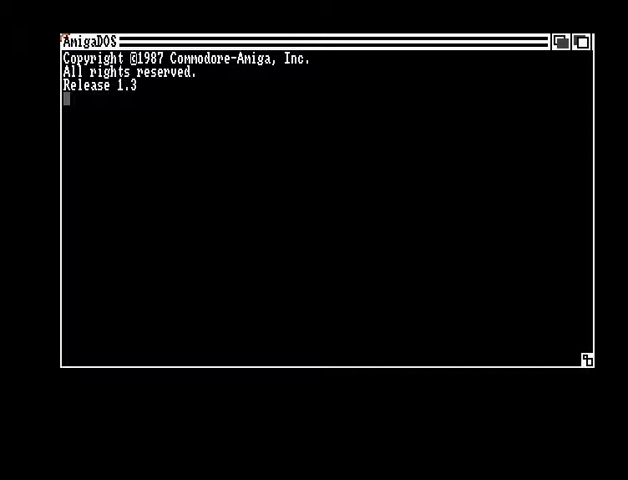 AmigaDOS
Copyright ©1987 Commodore-Amiga, Inc.
All rights reserved.
Release 1.3